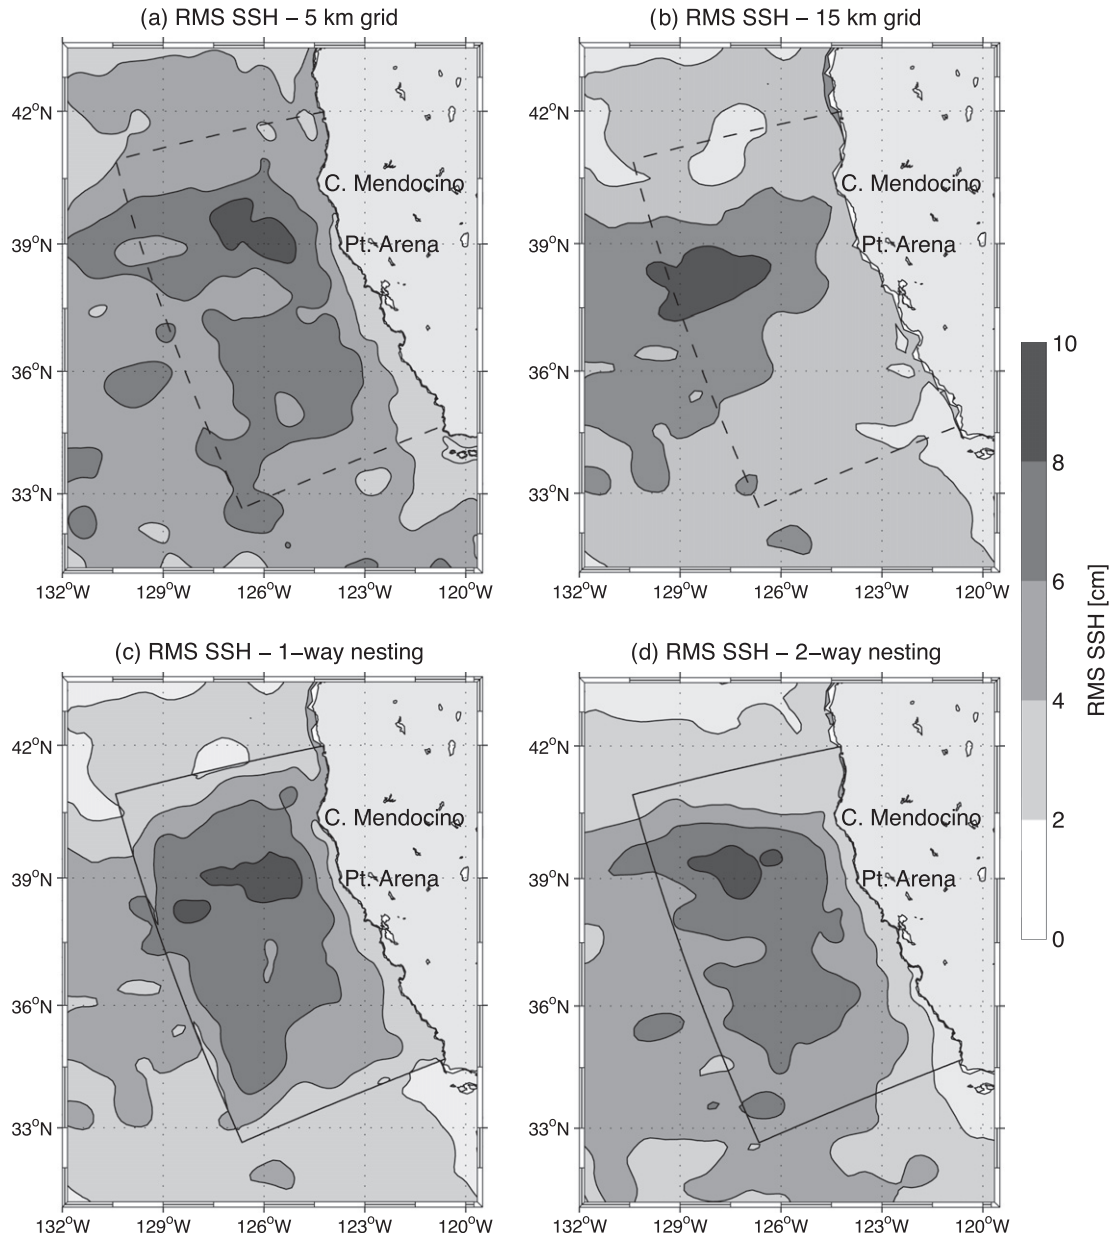 (a) RMS SSH – 5 km grid
(b) RMS SSH – 15 km grid
42°N
39°N
36°N
33°N
132°W 129°W 126°W 123°W 120°W
C. Mendocino
Pt. Arena
42°N
39°N
36°N
33°N
132°W 129°W 126°W 123°W 120°W
C. Mendocino
Pt. Arena
(c) RMS SSH – 1–way nesting
(d) RMS SSH – 2–way nesting
42°N
39°N
36°N
33°N
132°W 129°W 126°W 123°W 120°W
C. Mendocino
Pt. Arena
42°N
39°N
36°N
33°N
132°W 129°W 126°W 123°W 120°W
C. Mendocino
Pt. Arena
10
8
6
4
2
0
RMS SSH [cm]